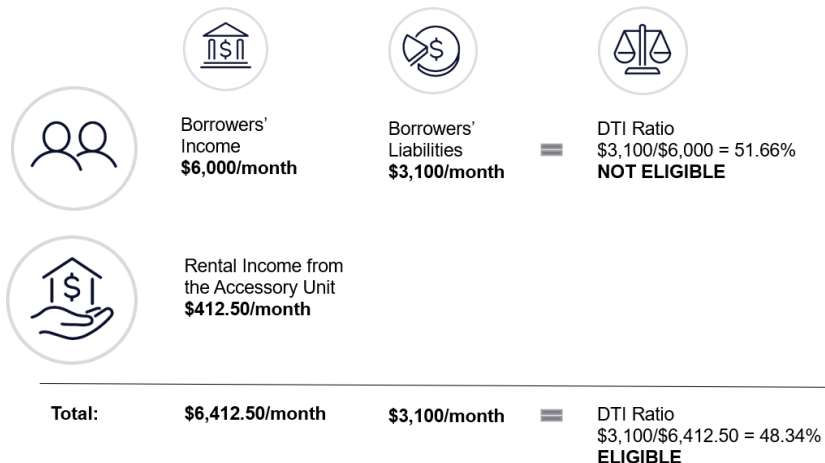 Borrowers'
Income
$6,000/month
Borrowers'
Liabilities
$3,100/month
DTI Ratio
$3,100/$6,000 = 51.66%
NOT ELIGIBLE
Rental Income from
the Accessory Unit
$412.50/month
Total:
$6,412.50/month
$3,100/month
DTI Ratio
$3,100/$6,412.50 = 48.34%
ELIGIBLE